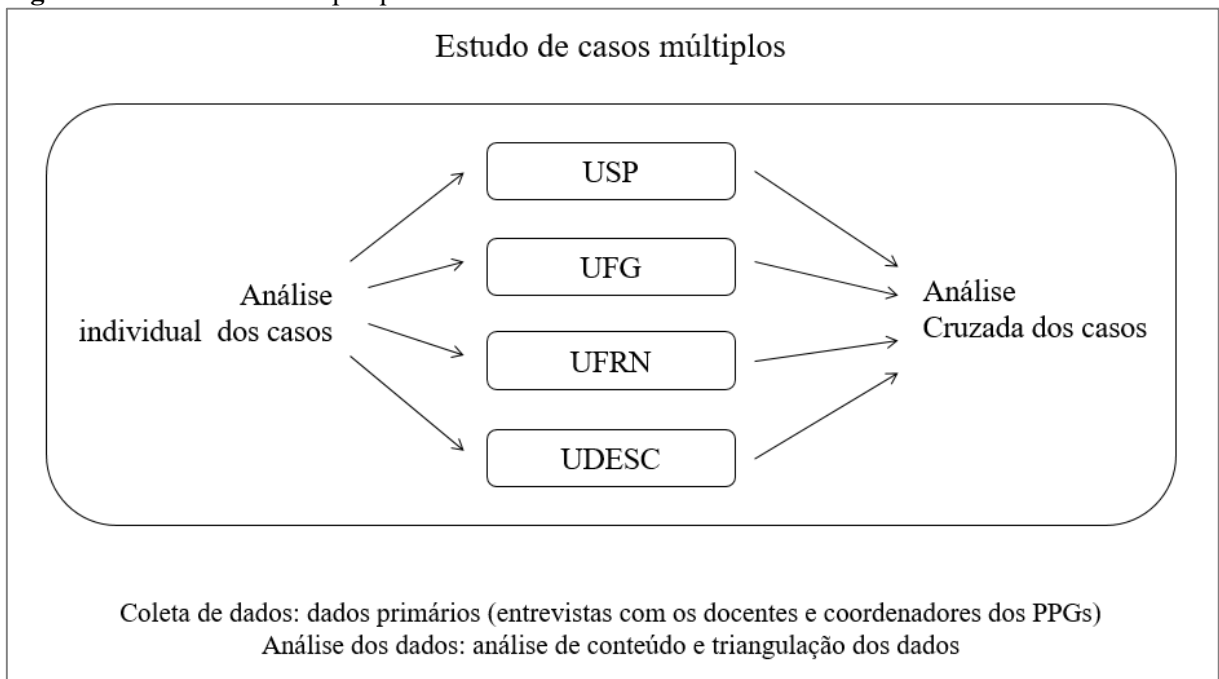 Estudo de casos múltiplos
USP
UFG
Análise
individual dos casos
Análise
Cruzada dos casos
UFRN
UDESC
Coleta de dados: dados primários (entrevistas com os docentes e coordenadores dos PPGs)
Análise dos dados: análise de conteúdo e triangulação dos dados